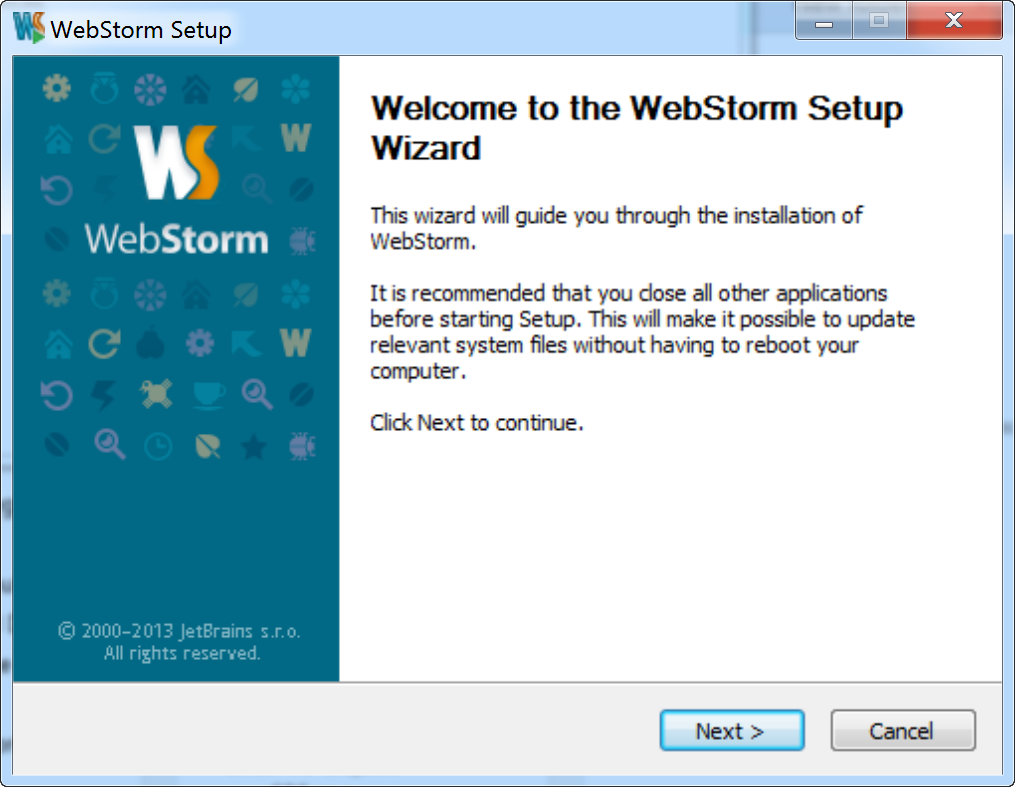 WebStorm Setup
WS
WebStorm
© 2000–2013 JetBrains s.r.o.
All rights reserved.
Welcome to the WebStorm Setup
Wizard
This wizard will guide you through the installation of
WebStorm.
It is recommended that you close all other applications
before starting Setup. This will make it possible to update
relevant system files without having to reboot your
computer.
Click Next to continue.
Next >
Cancel